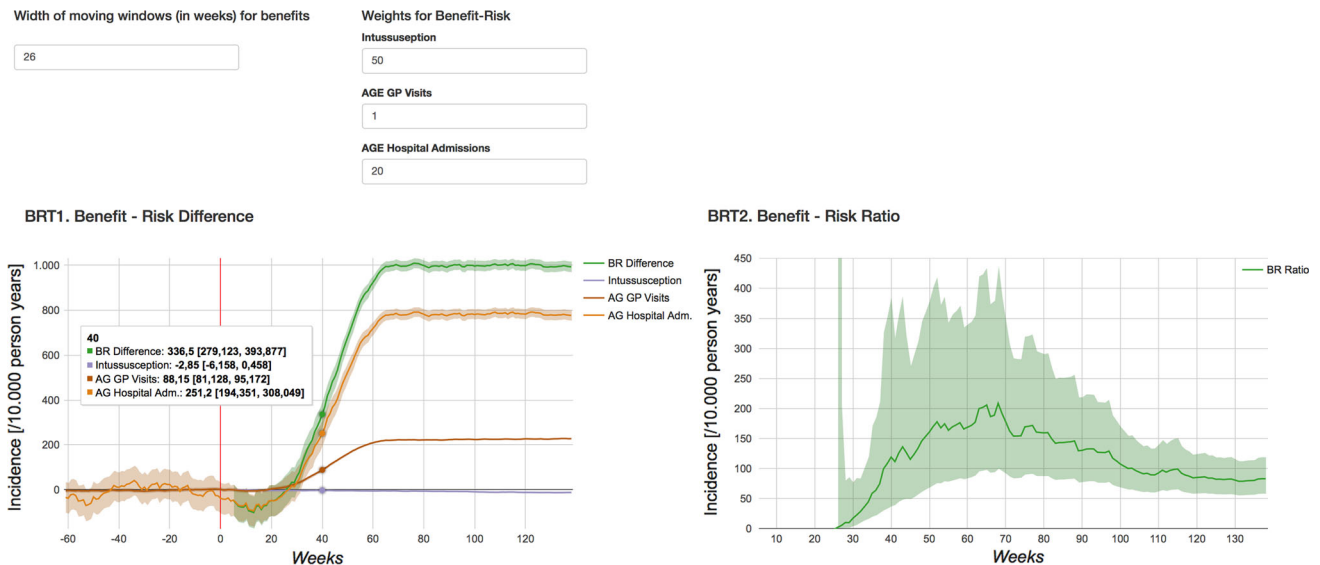 Width of moving windows (in weeks) for benefits
26
Weights for Benefit-Risk
Intussuseption
50
AGE GP Visits
1
AGE Hospital Admissions
20
BRT1. Benefit - Risk Difference
Incidence [/10.000 person years]
1.000
800
600
400
200
0
-60 -40 -20 0 20 40 60 80 100 120
Weeks
40
BR Difference: 336,5 [279,123, 393,877]
Intussusception: -2,85 [-6,158, 0,458]
AG GP Visits: 88,15 [81,128, 95,172]
AG Hospital Adm.: 251,2 [194,351, 308,049]
BR Difference
Intussusception
AG GP Visits
AG Hospital Adm.
BRT2. Benefit - Risk Ratio
Incidence [/10.000 person years]
450
400
350
300
250
200
150
100
50
0
10 20 30 40 50 60 70 80 90 100 110 120 130
Weeks
BR Ratio